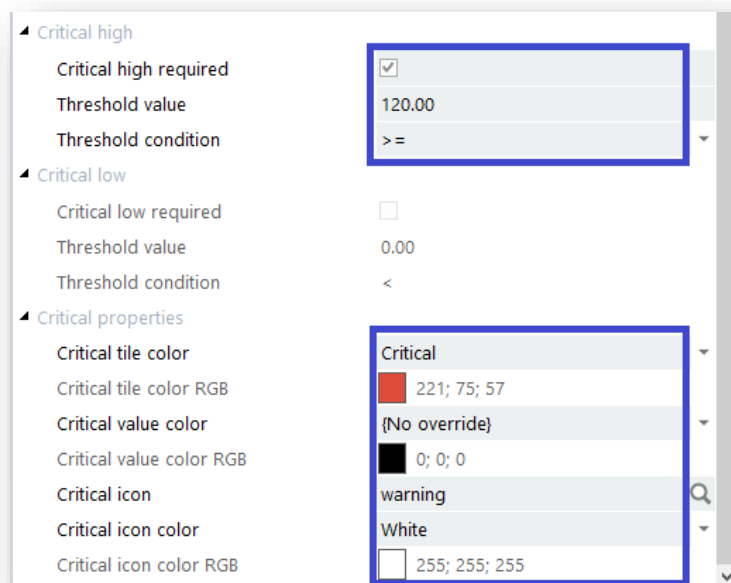 Critical high
Critical high required
Threshold value 120.00
Threshold condition >=
Critical low
Critical low required
Threshold value 0.00
Threshold condition <
Critical properties
Critical tile color Critical
Critical tile color RGB 221; 75; 57
Critical value color {No override}
Critical value color RGB 0; 0; 0
Critical icon warning
Critical icon color White
Critical icon color RGB 255; 255; 255